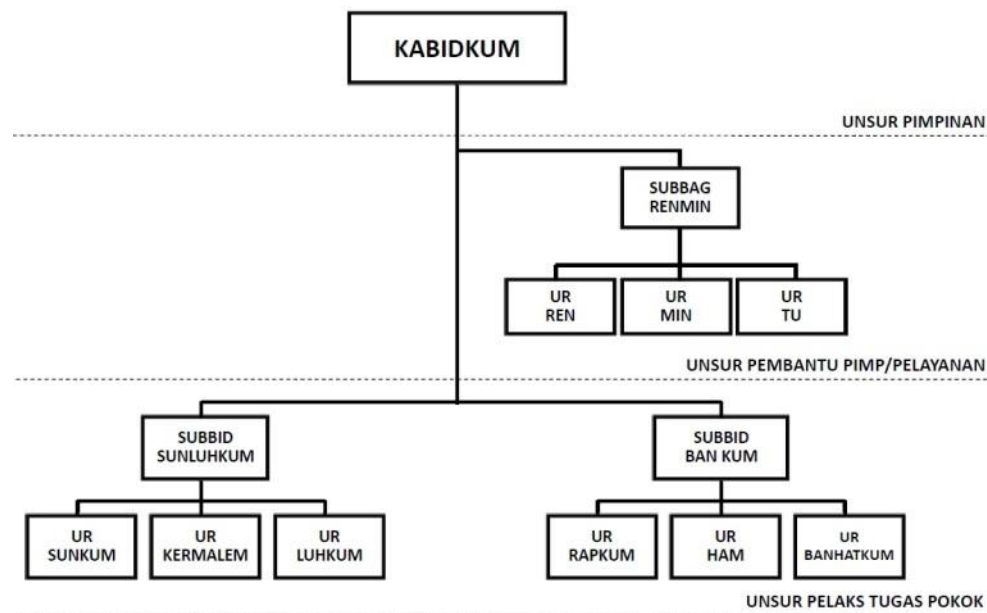 KABIDKUM
UNSUR PIMPINAN
SUBBAG
RENMIN
UR
REN
UR
MIN
UR
TU
UNSUR PEMBANTU PIMP/PELAYANAN
SUBBID
SUNLUHKUM
SUBBID
BAN KUM
UR
SUNKUM
UR
KERMALEM
UR
LUHKUM
UR
RAPKUM
UR
HAM
UR
BANHATKUM
UNSUR PELAKS TUGAS POKOK